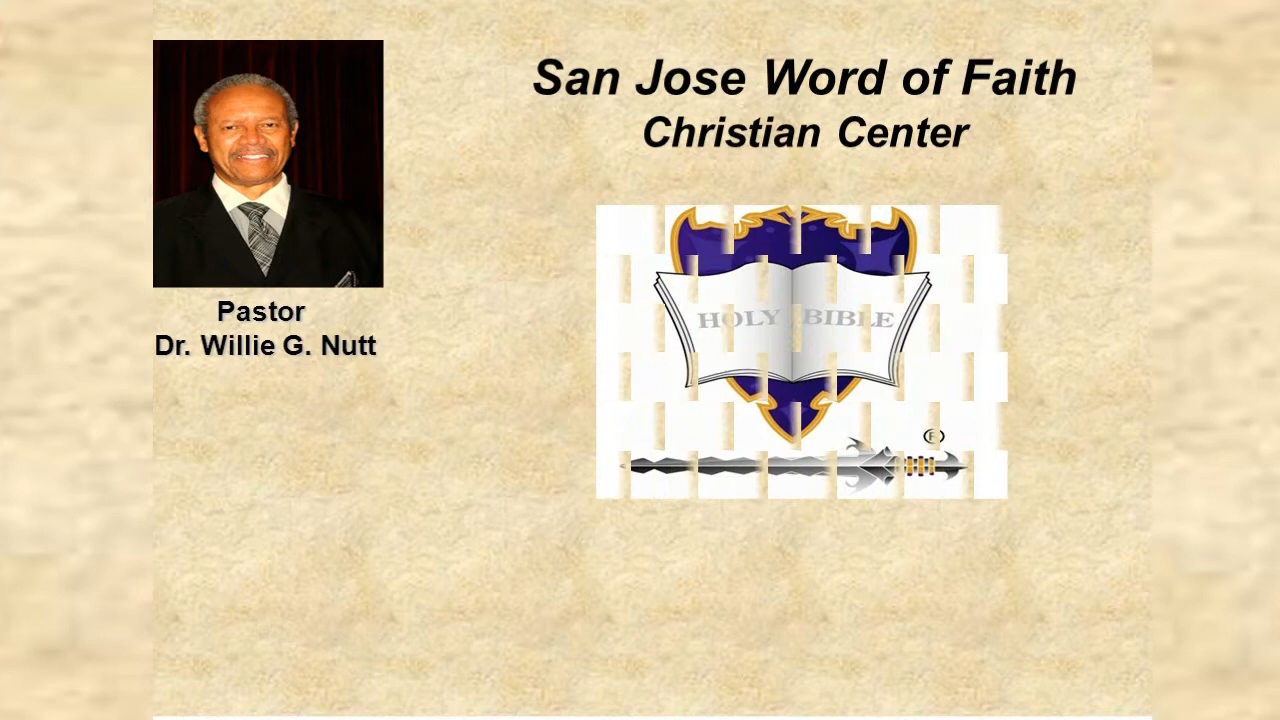 San Jose Word of Faith
Christian Center
Pastor
Dr. Willie G. Nutt
HOLY BIBLE
®